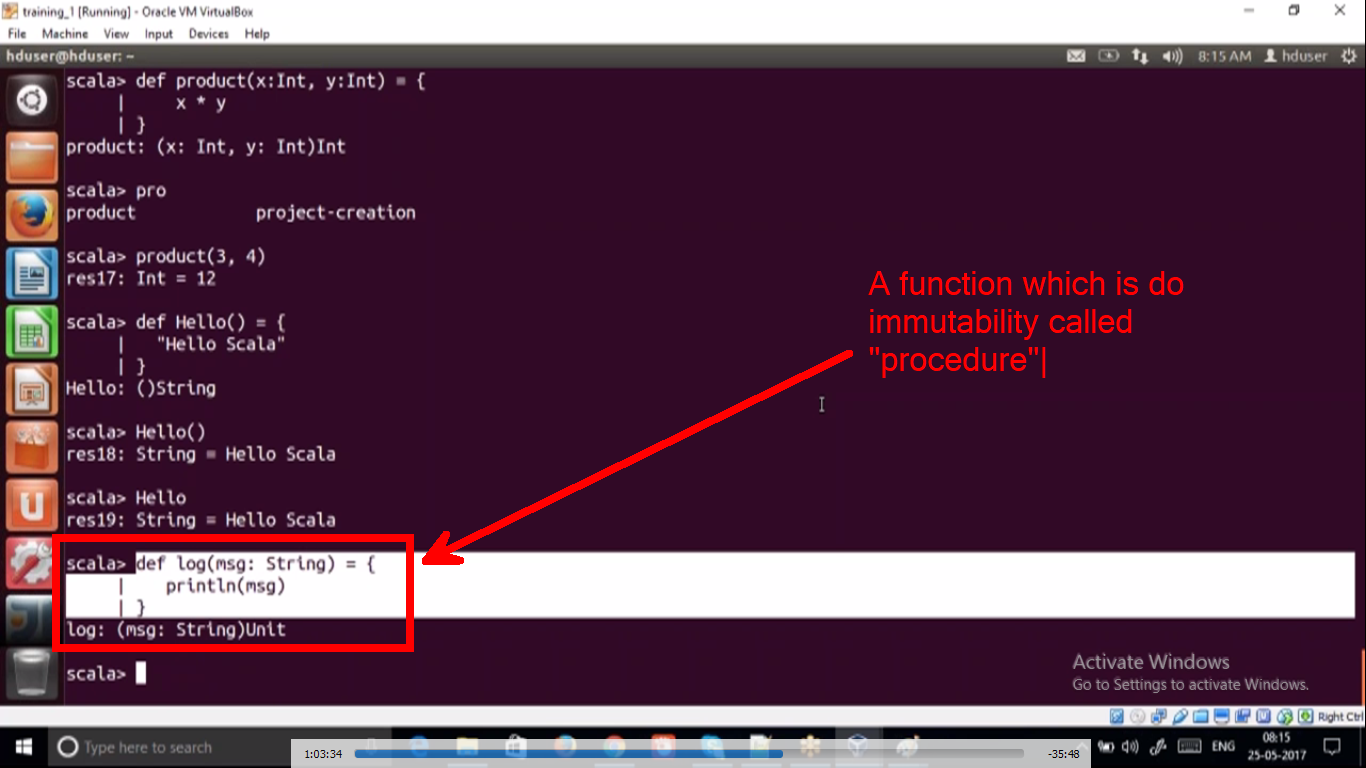 training_1 [Running] - Oracle VM VirtualBox
File Machine View Input Devices Help
hduser@hduser: ~ 8:15 AM hduser
scala> def product(x:Int, y:Int) = {
| x * y
| }
product: (x: Int, y: Int)Int
scala> pro
product project-creation
scala> product(3, 4)
res17: Int = 12
scala> def Hello() = {
| "Hello Scala"
| }
Hello: ()String
scala> Hello()
res18: String = Hello Scala
scala> Hello
res19: String = Hello Scala
scala> def log(msg: String) = {
| println(msg)
| }
log: (msg: String)Unit
scala>
A function which is do
immutability called
"procedure"|
Activate Windows
Go to Settings to activate Windows.
Right Ctrl
Type here to search
1:03:34 -35:48
ENG
08:15
25-05-2017